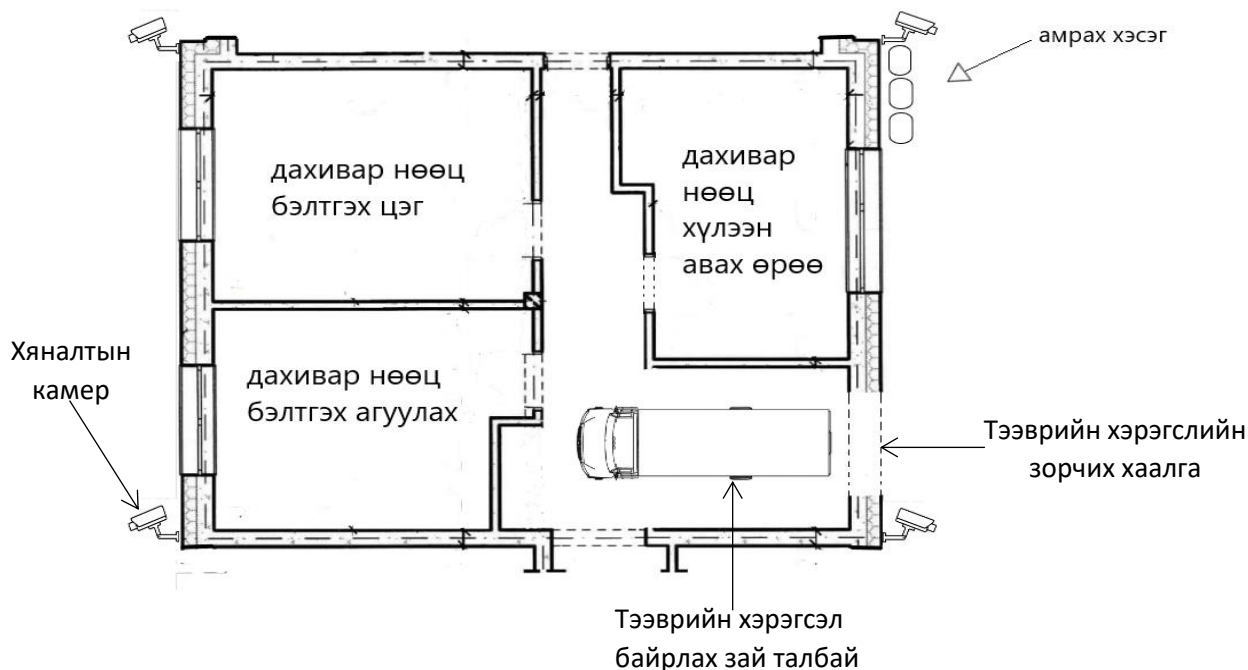 амрах хэсэг
дахивар нөөц
бэлтгэх цэг
дахивар
нөөц
хүлээн
авах өрөө
Хяналтын
камер
дахивар нөөц
бэлтгэх агуулах
Тээврийн хэрэгслийн
зорчих хаалга
Тээврийн хэрэгсэл
байрлах зай талбай